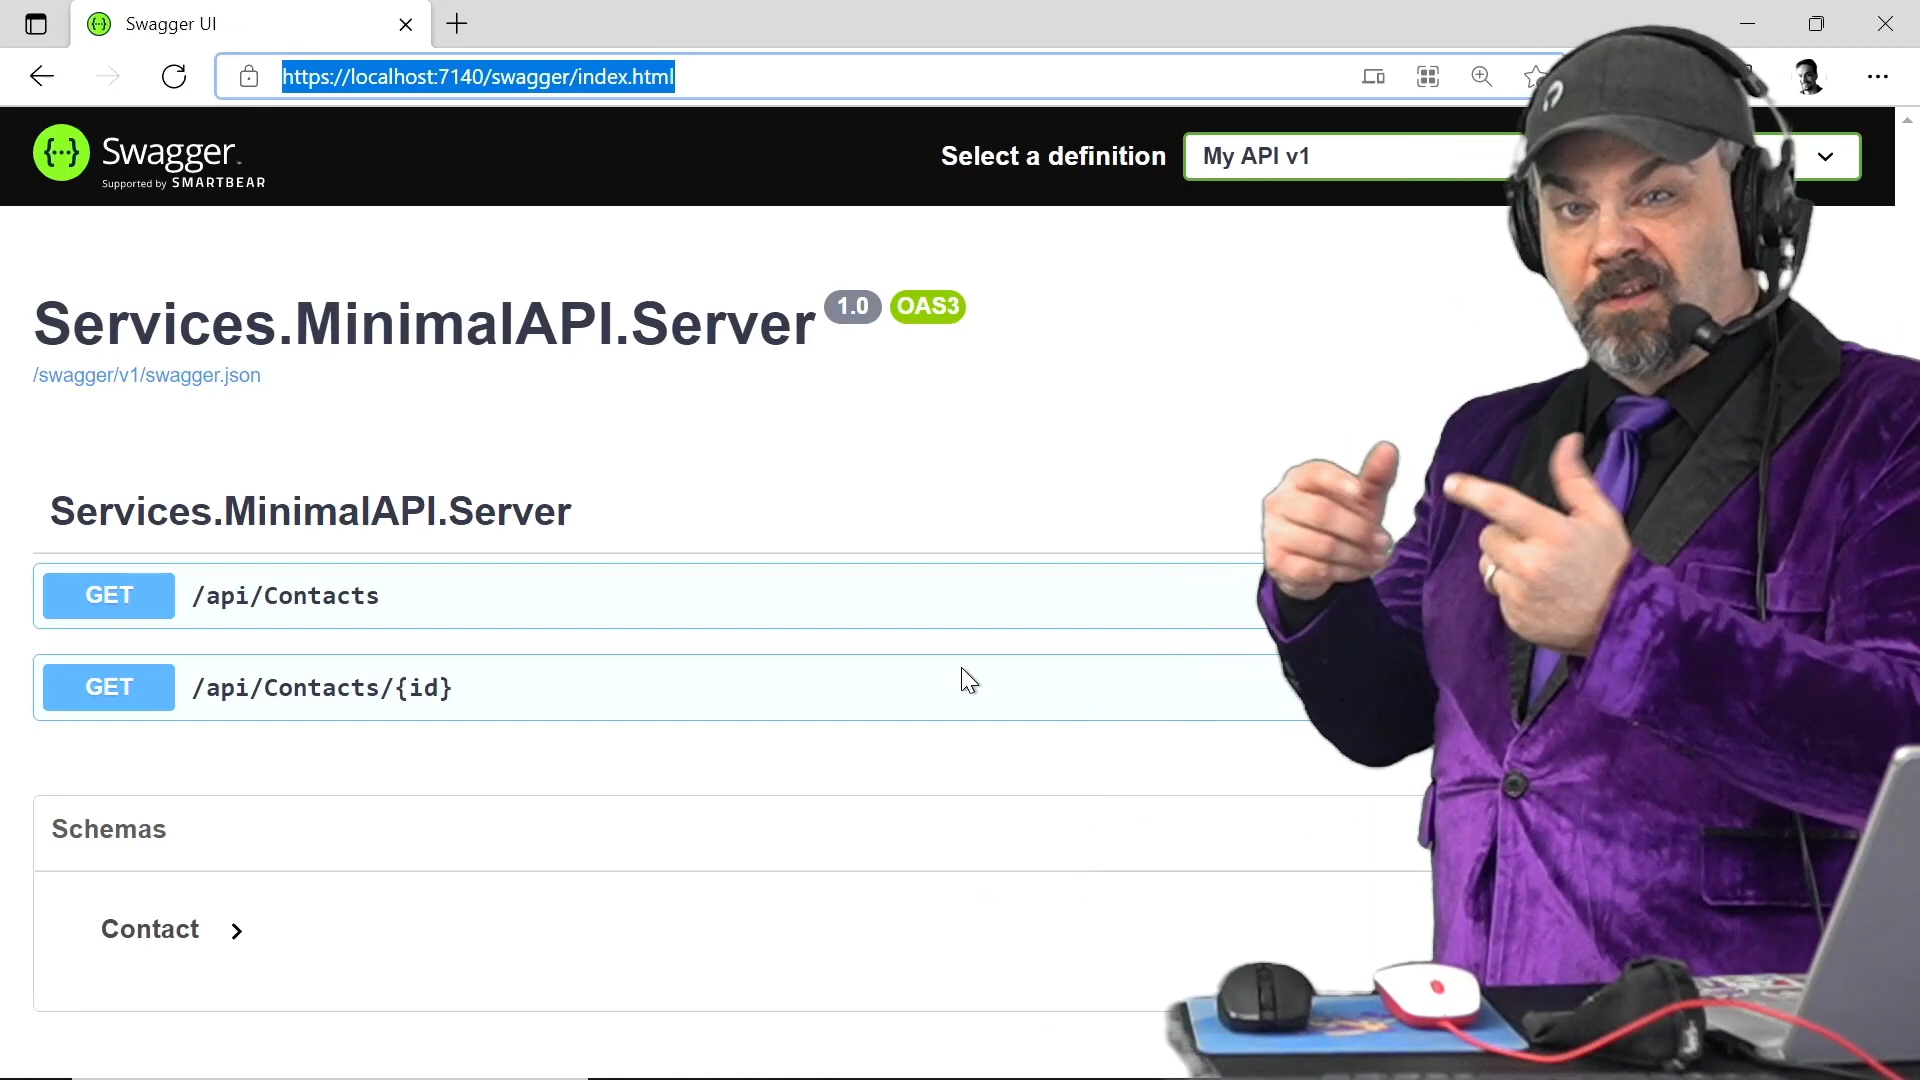 Swagger UI
https://localhost:7140/swagger/index.html
Swagger
Supported by SMARTBEAR
Select a definition
My API v1
Services.MinimalAPI.Server 1.0 OAS3
/swagger/v1/swagger.json
Services.MinimalAPI.Server
GET /api/Contacts
GET /api/Contacts/{id}
Schemas
Contact